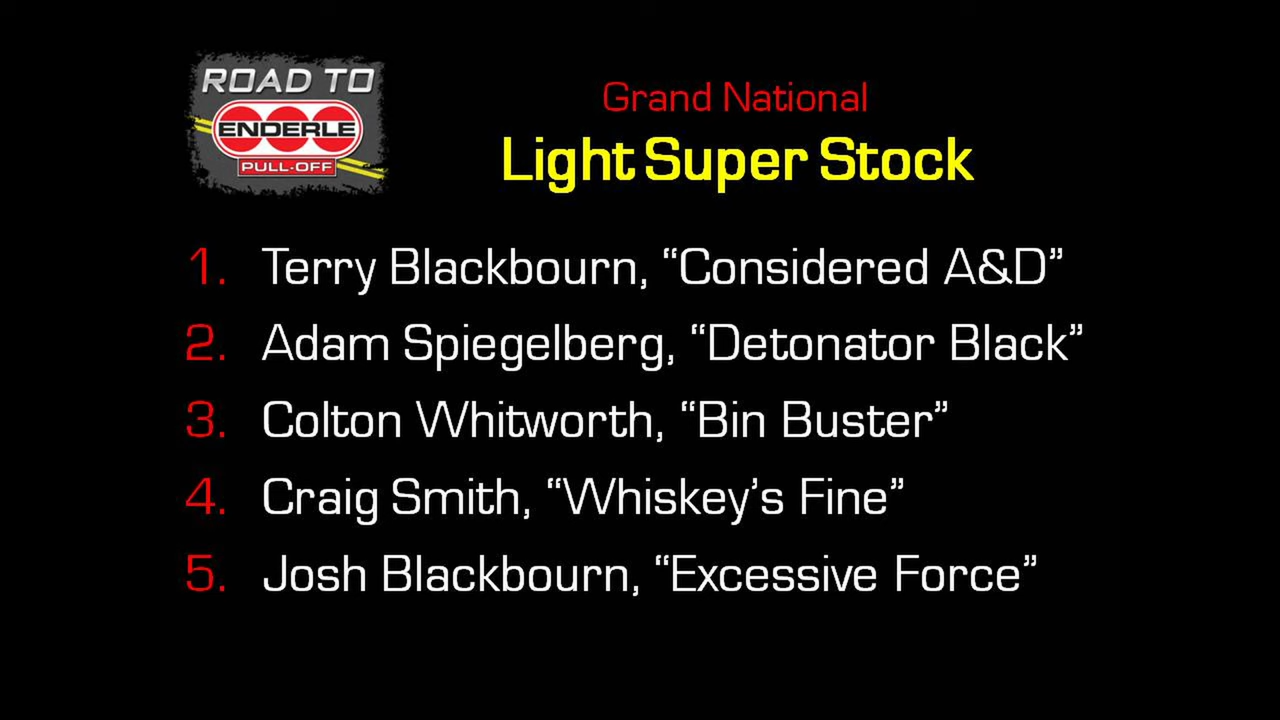 ROAD TO
ENDERLE
PULL-OFF
Grand National
Light Super Stock
1. Terry Blackbourn, “Considered A&D”
2. Adam Spiegelberg, “Detonator Black”
3. Colton Whitworth, “Bin Buster”
4. Craig Smith, “Whiskey’s Fine”
5. Josh Blackbourn, “Excessive Force”